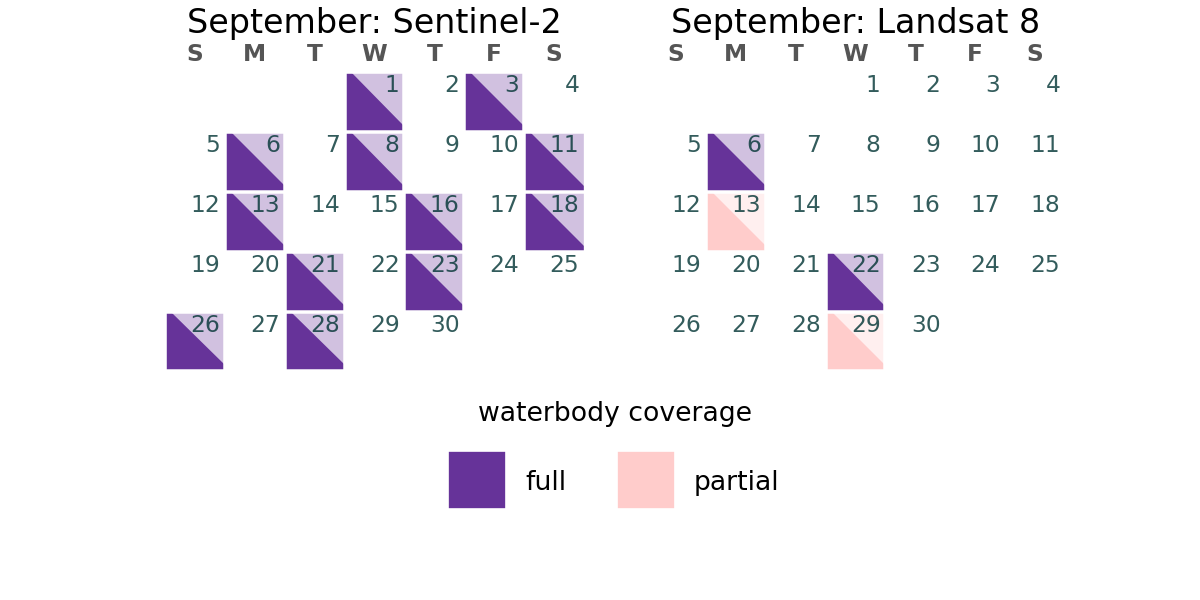 September: Sentinel-2
S M T W T F S
1 2 3 4
5 6 7 8 9 10 11
12 13 14 15 16 17 18
19 20 21 22 23 24 25
26 27 28 29 30
September: Landsat 8
S M T W T F S
1 2 3 4
5 6 7 8 9 10 11
12 13 14 15 16 17 18
19 20 21 22 23 24 25
26 27 28 29 30
waterbody coverage
full partial